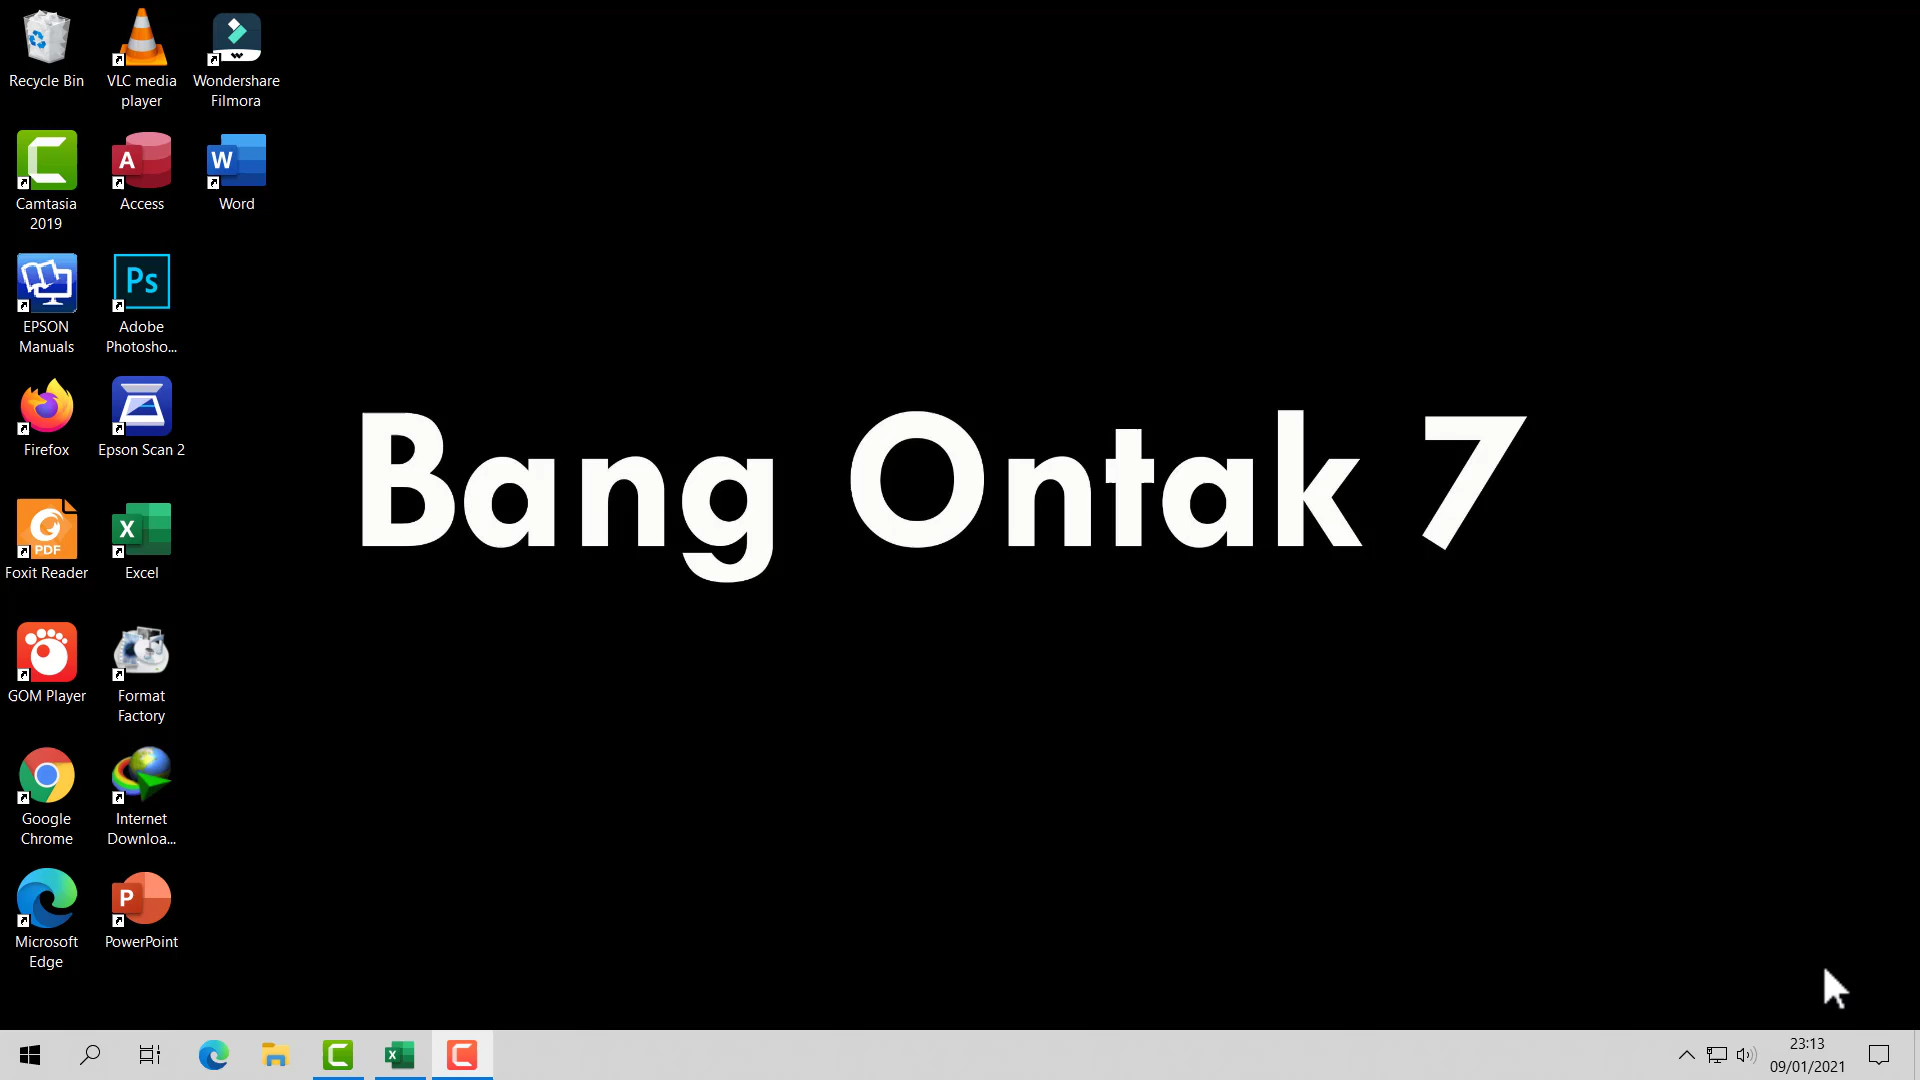 Recycle Bin
VLC media
player
Wondershare
Filmora
Camtasia
2019
A
Access
W
Word
EPSON
Manuals
Ps
Adobe
Photosho...
Firefox
Epson Scan 2
PDF
Foxit Reader
X
Excel
GOM Player
Format
Factory
Google
Chrome
Internet
Downloa...
Microsoft
Edge
P
PowerPoint
Bang Ontak 7
X
23:13
09/01/2021